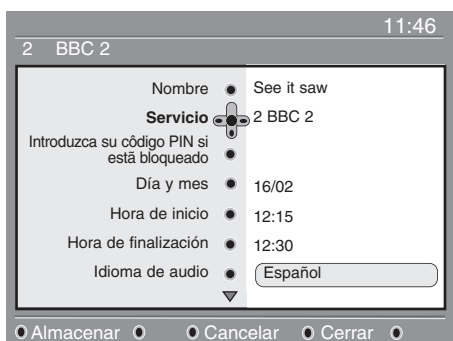 11:46
2 BBC 2
Nombre See it saw
Servicio 2 BBC 2
Introduzca su côdigo PIN si
estã bloqueado
Día y mes 16/02
Hora de inicio 12:15
Hora de finalización 12:30
Idioma de audio Español
Almacenar Cancelar Cerrar